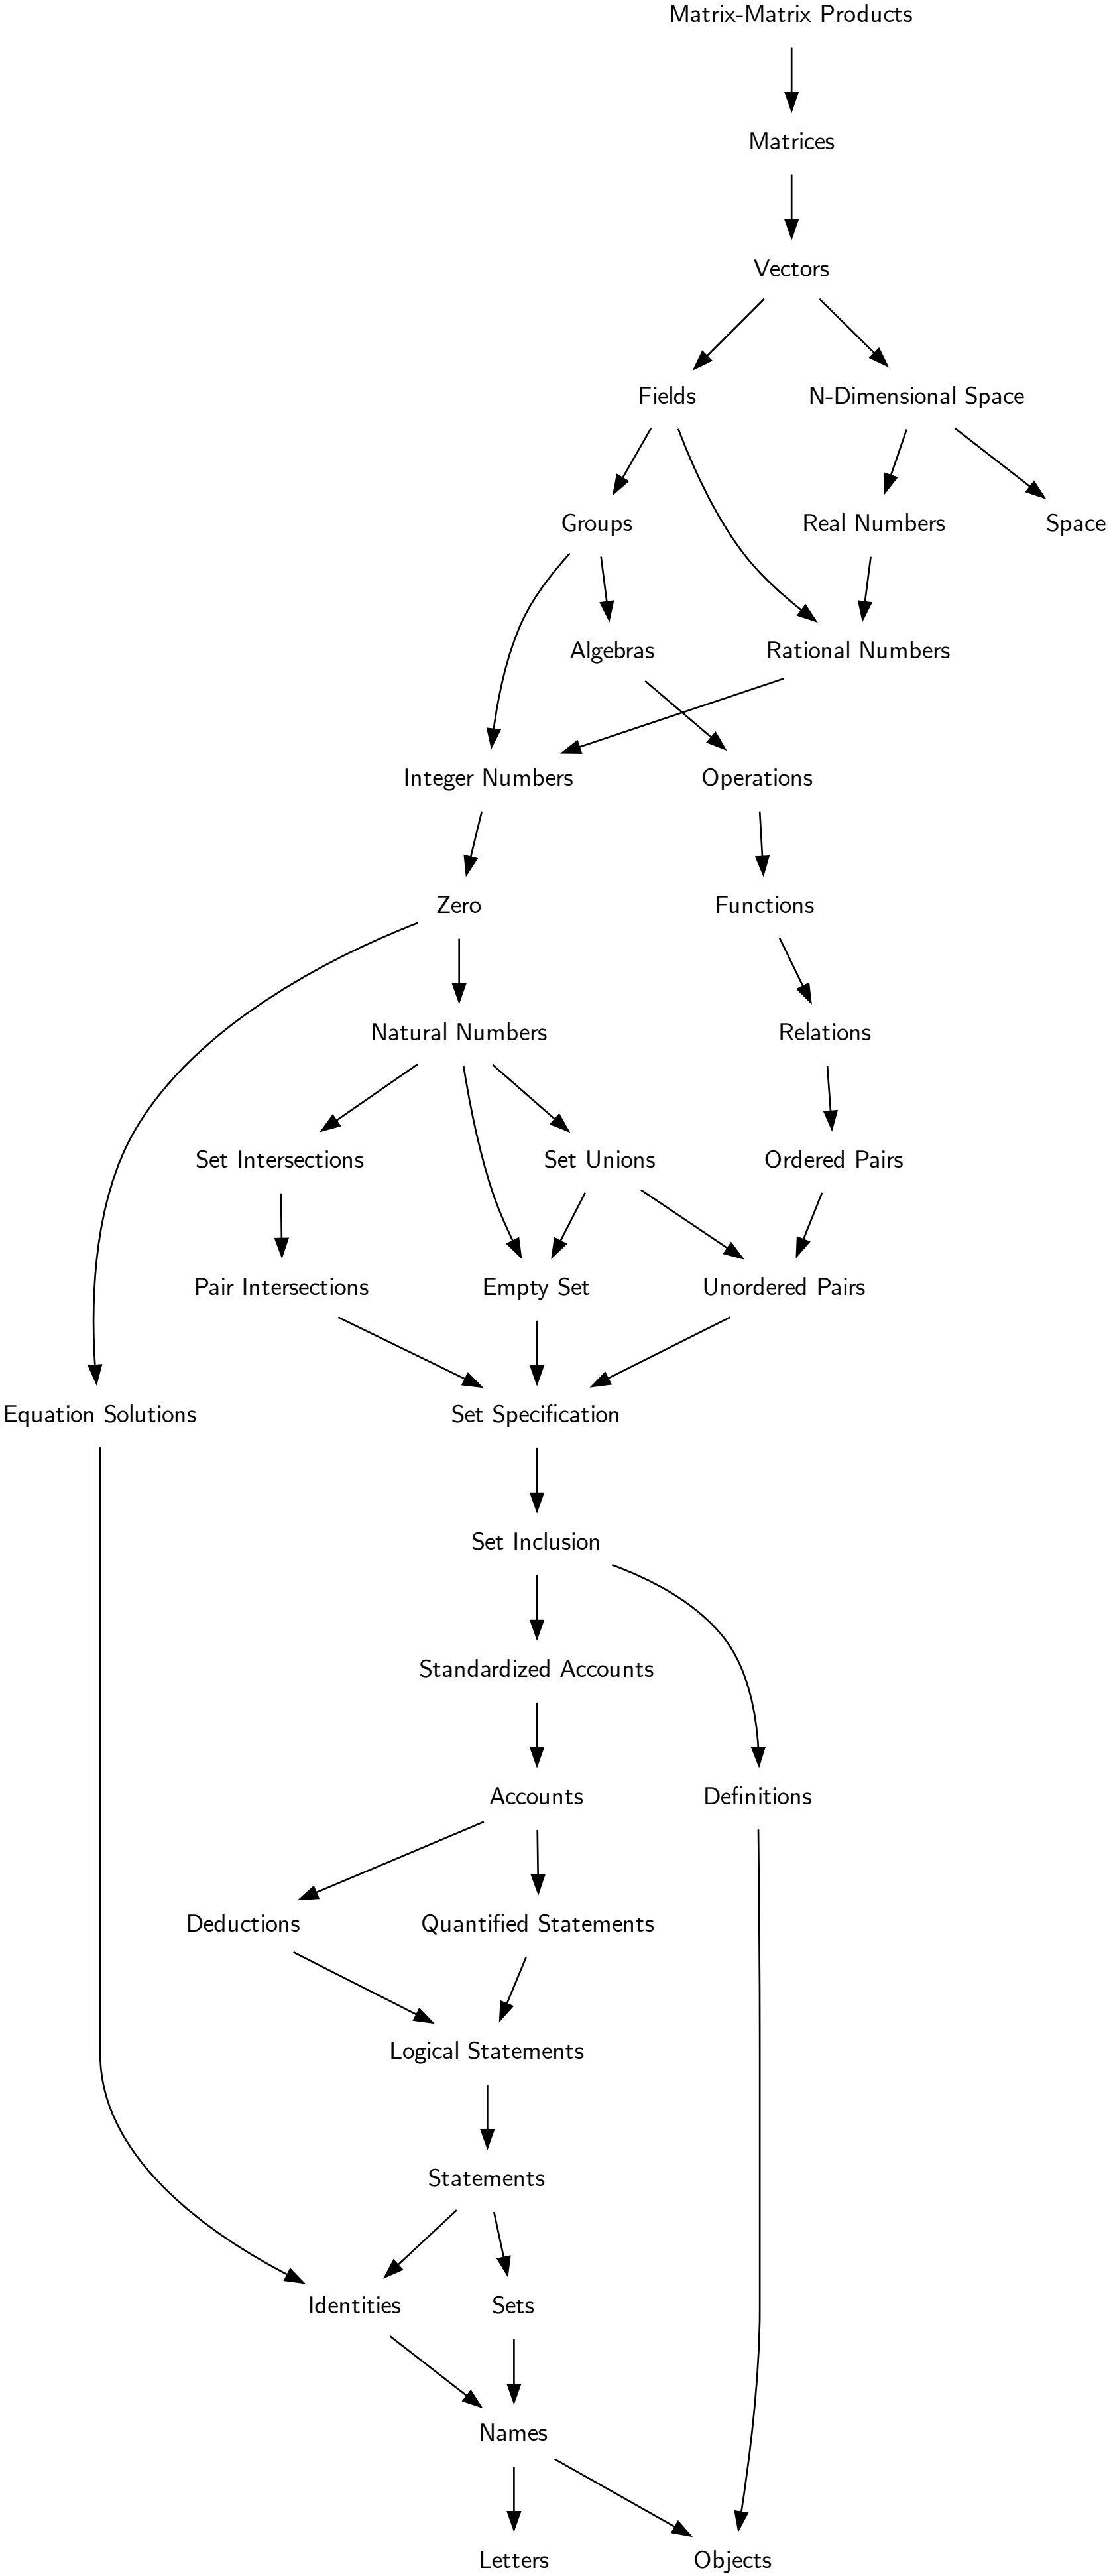 Matrix-Matrix Products
Matrices
Vectors
Fields
N-Dimensional Space
Groups
Real Numbers
Space
Algebras
Rational Numbers
Integer Numbers
Operations
Zero
Functions
Natural Numbers
Relations
Set Intersections
Set Unions
Ordered Pairs
Pair Intersections
Empty Set
Unordered Pairs
Equation Solutions
Set Specification
Set Inclusion
Standardized Accounts
Accounts
Definitions
Deductions
Quantified Statements
Logical Statements
Statements
Identities
Sets
Names
Letters
Objects